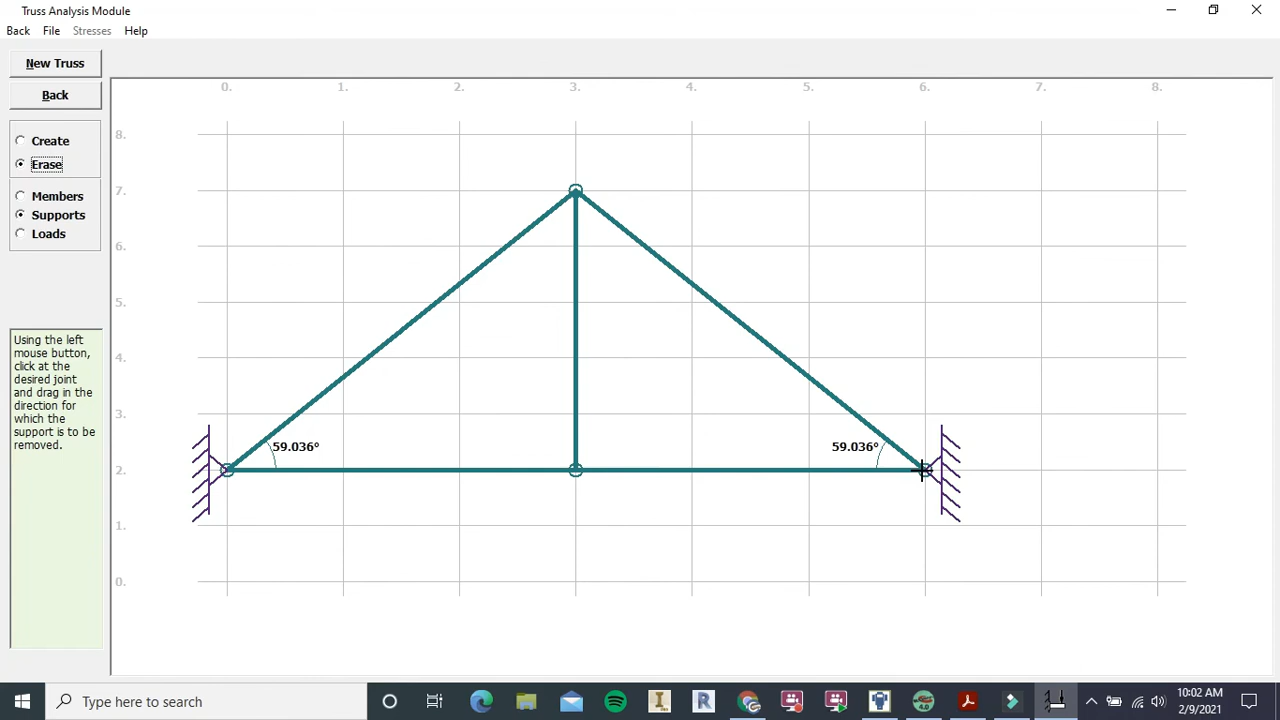 Truss Analysis Module
Back File Stresses Help
New Truss
Back
Create
Erase
Members
Supports
Loads
Using the left
mouse button,
click at the
desired joint
and drag in the
direction for
which the
support is to be
removed.
0. 1. 2. 3. 4. 5. 6. 7. 8.
8.
7.
6.
5.
4.
3.
59.036° 59.036°
2.
1.
0.
Type here to search
10:02 AM
2/9/2021